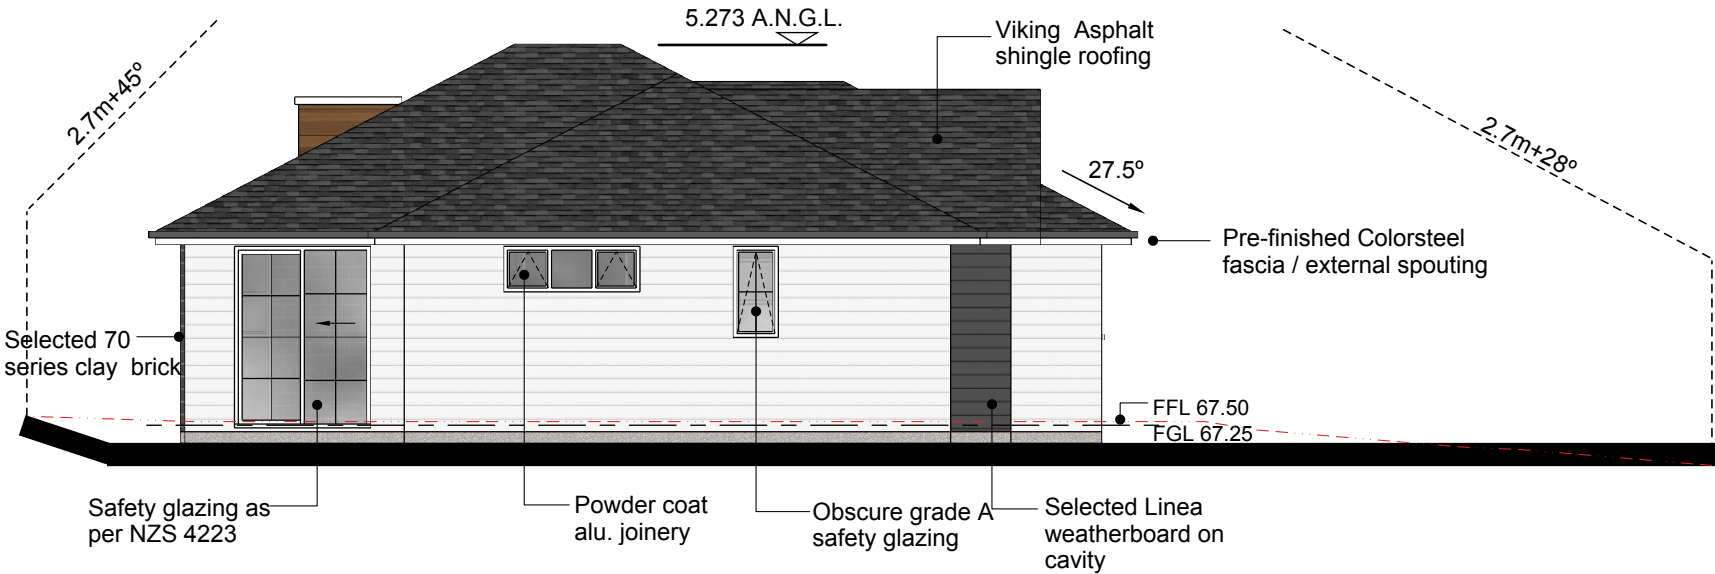 5.273 A.N.G.L.
Viking Asphalt
shingle roofing
2.7m+45º
2.7m+28º
27.5º
Pre-finished Colorsteel
fascia / external spouting
Selected 70
series clay brick
FFL 67.50
FGL 67.25
Safety glazing as
per NZS 4223
Powder coat
alu. joinery
Obscure grade A
safety glazing
Selected Linea
weatherboard on
cavity